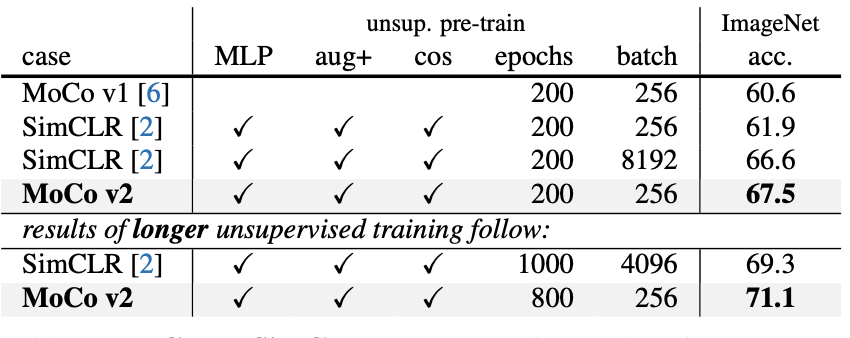 unsup. pre-train ImageNet
case MLP aug+ cos epochs batch acc.
MoCo v1 [6] 200 256 60.6
SimCLR [2] ✓ ✓ ✓ 200 256 61.9
SimCLR [2] ✓ ✓ ✓ 200 8192 66.6
MoCo v2 ✓ ✓ ✓ 200 256 67.5
results of longer unsupervised training follow:
SimCLR [2] ✓ ✓ ✓ 1000 4096 69.3
MoCo v2 ✓ ✓ ✓ 800 256 71.1